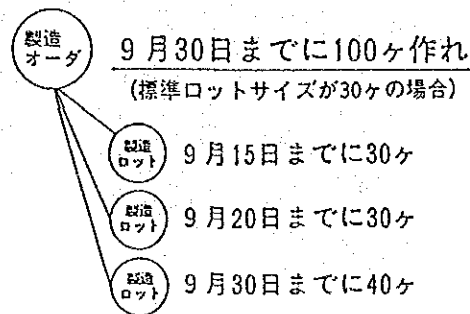 製造
オーダ
9月30日までに100ヶ作れ
(標準ロットサイズが30ヶの場合)
製造
ロット
9月15日までに30ヶ
製造
ロット
9月20日までに30ヶ
製造
ロット
9月30日までに40ヶ